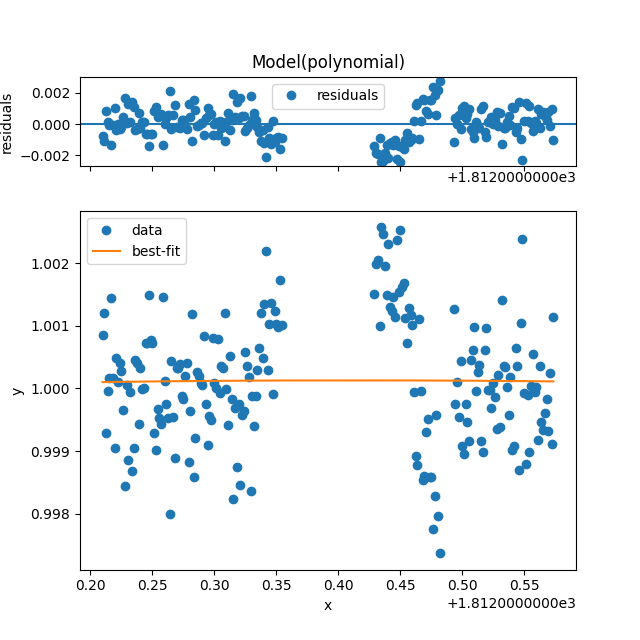 Model(polynomial)
residuals
0.002
0.000
−0.002
residuals
+1.8120000000e3
data
best-fit
y
1.002
1.001
1.000
0.999
0.998
0.20 0.25 0.30 0.35 0.40 0.45 0.50 0.55
x
+1.8120000000e3